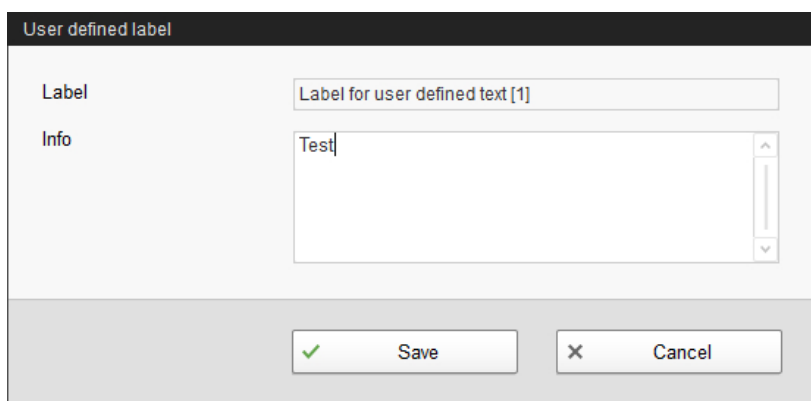 User defined label
Label
Label for user defined text [1]
Info
Test
Save
Cancel